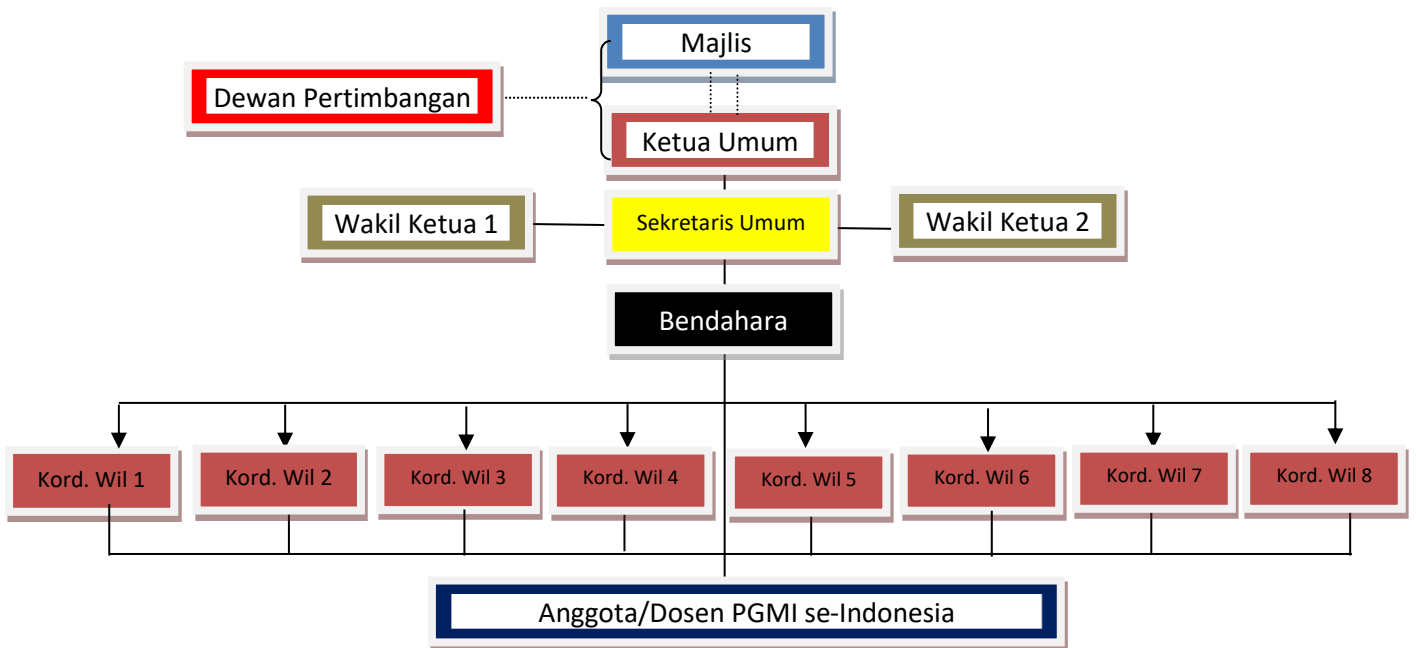 Majlis
Dewan Pertimbangan
Ketua Umum
Wakil Ketua 1
Sekretaris Umum
Wakil Ketua 2
Bendahara
Kord. Wil 1
Kord. Wil 2
Kord. Wil 3
Kord. Wil 4
Kord. Wil 5
Kord. Wil 6
Kord. Wil 7
Kord. Wil 8
Anggota/Dosen PGMI se-Indonesia